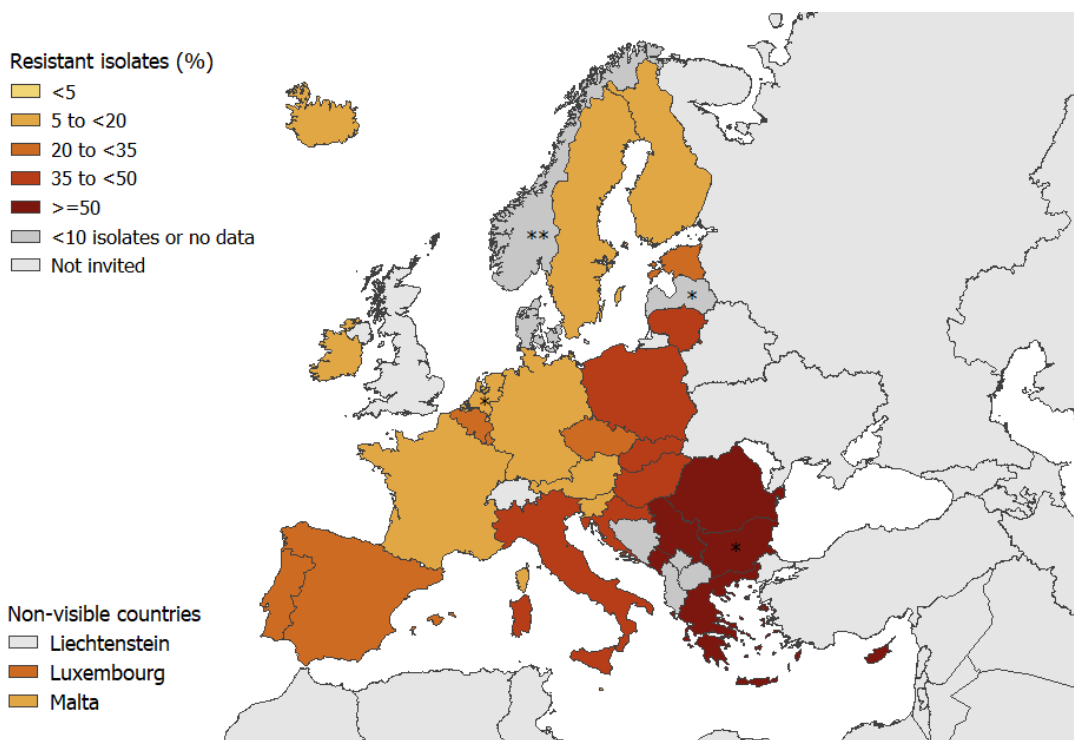 Resistant isolates (%)
<5
5 to <20
20 to <35
35 to <50
>=50
<10 isolates or no data
Not invited
**
*
*
*
Non-visible countries
Liechtenstein
Luxembourg
Malta